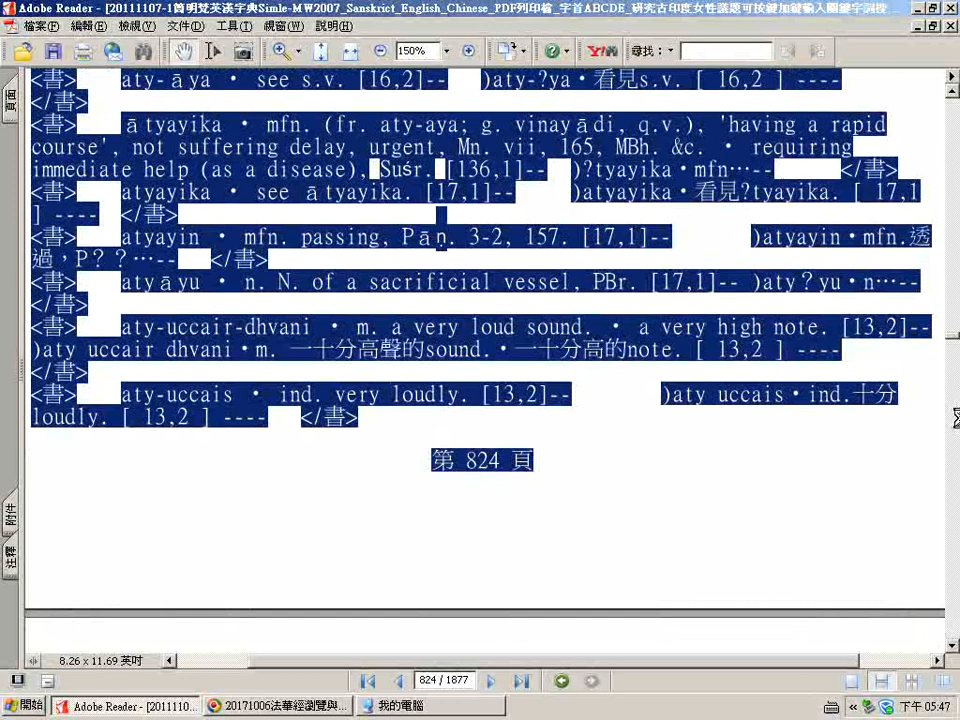 Adobe Reader - [20111107-1簡明梵英漢字典Simle-MW2007_Sanskrict_English_Chinese_PDF列印檔_字首ABCDE_研究古印度女性議題可按加鍵輸入關鍵字詞搜
檔案(F) 編輯(E) 檢視(V) 文件(D) 工具(T) 視窗(W) 說明(H)
150% Y! 尋找：
頁面
附件
注釋
<書> aty-āya • see s.v. [16,2]-- )aty-?ya•看見s.v. [ 16,2 ] ----
</書>
<書> ātyayika • mfn. (fr. aty-aya; g. vinayādi, q.v.), 'having a rapid
course', not suffering delay, urgent, Mn. vii, 165, MBh. &c. • requiring
immediate help (as a disease), Suśr. [136,1]-- )?tyayika•mfn…-- </書>
<書> atyayika • see ātyayika. [17,1]-- )atyayika•看見?tyayika. [ 17,1
] ---- </書>
<書> atyayin • mfn. passing, Pāṇ. 3-2, 157. [17,1]-- )atyayin•mfn.透
過，P？？…-- </書>
<書> atyāyu • n. N. of a sacrificial vessel, PBr. [17,1]-- )aty？yu•n…--
</書>
<書> aty-uccair-dhvani • m. a very loud sound. • a very high note. [13,2]--
)aty uccair dhvani•m. 一十分高聲的sound.•一十分高的note. [ 13,2 ] ----
</書>
<書> aty-uccais • ind. very loudly. [13,2]-- )aty uccais•ind.十分
loudly. [ 13,2 ] ---- </書>
第 824 頁
8.26 x 11.69 英吋
824 / 1877
開始 Adobe Reader - [2011110... 20171006法華經瀏覽與... 我的電腦 下午 05:47